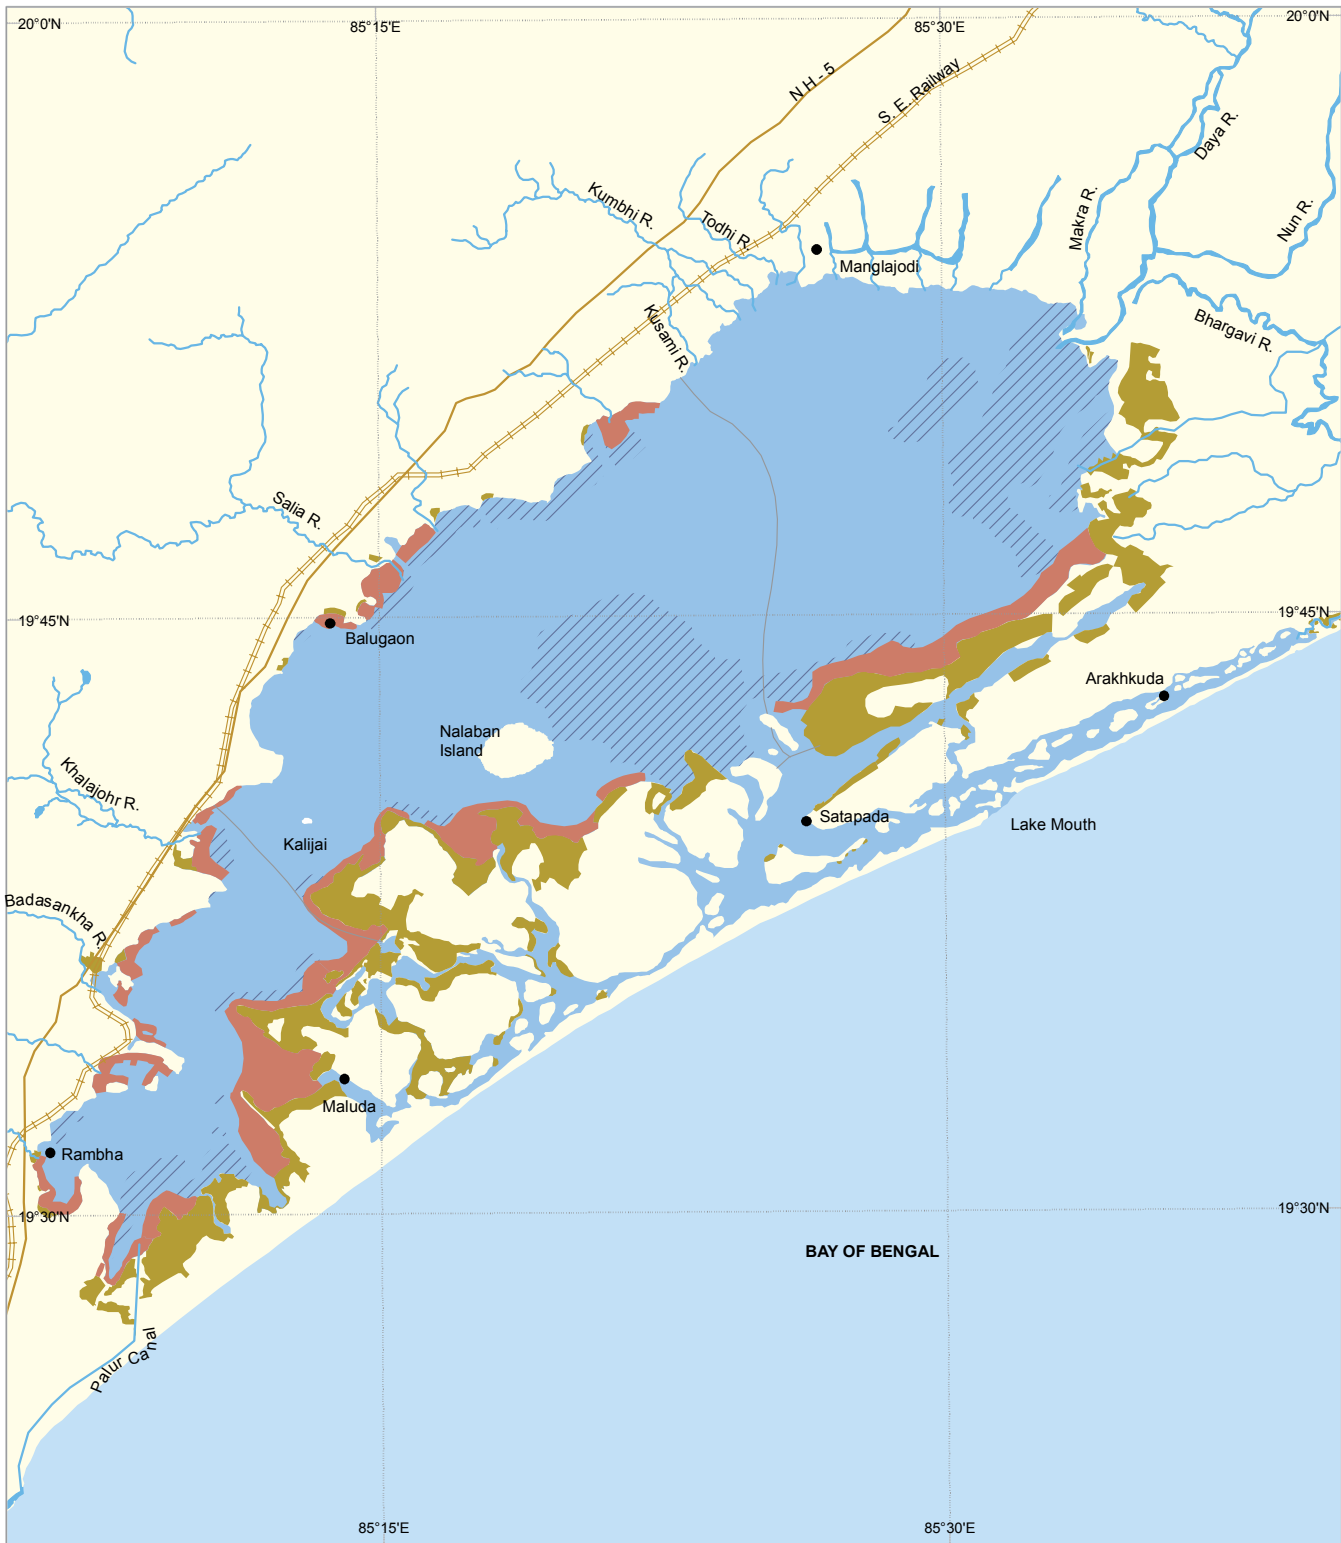 20°0'N
85°15'E
85°30'E
20°0'N
N H - 5
S. E. Railway
Daya R.
Kumbhi R.
Todhi R.
Makra R.
Nun R.
Manglajodi
Kusami R.
Bhargavi R.
Salia R.
19°45'N
19°45'N
Balugaon
Arakhkuda
Nalaban
Island
Khalajohr R.
Satapada
Lake Mouth
Kalijai
Badasankha R.
Maluda
Rambha
19°30'N
19°30'N
BAY OF BENGAL
Palur Canal
85°15'E
85°30'E